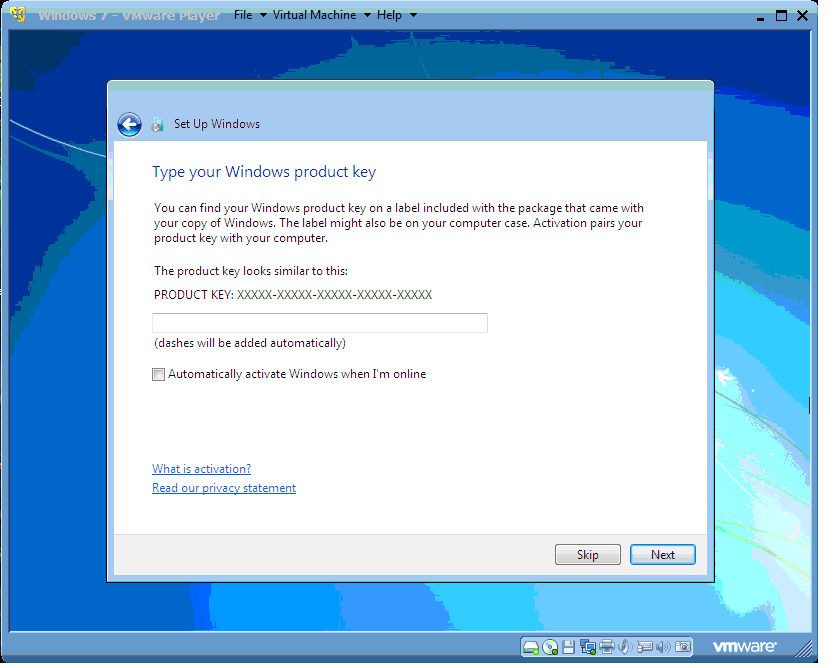 Windows 7 - VMware Player File Virtual Machine Help
Set Up Windows
Type your Windows product key
You can find your Windows product key on a label included with the package that came with
your copy of Windows. The label might also be on your computer case. Activation pairs your
product key with your computer.
The product key looks similar to this:
PRODUCT KEY: XXXXX-XXXXX-XXXXX-XXXXX-XXXXX
(dashes will be added automatically)
Automatically activate Windows when I'm online
What is activation?
Read our privacy statement
Skip Next
vmware